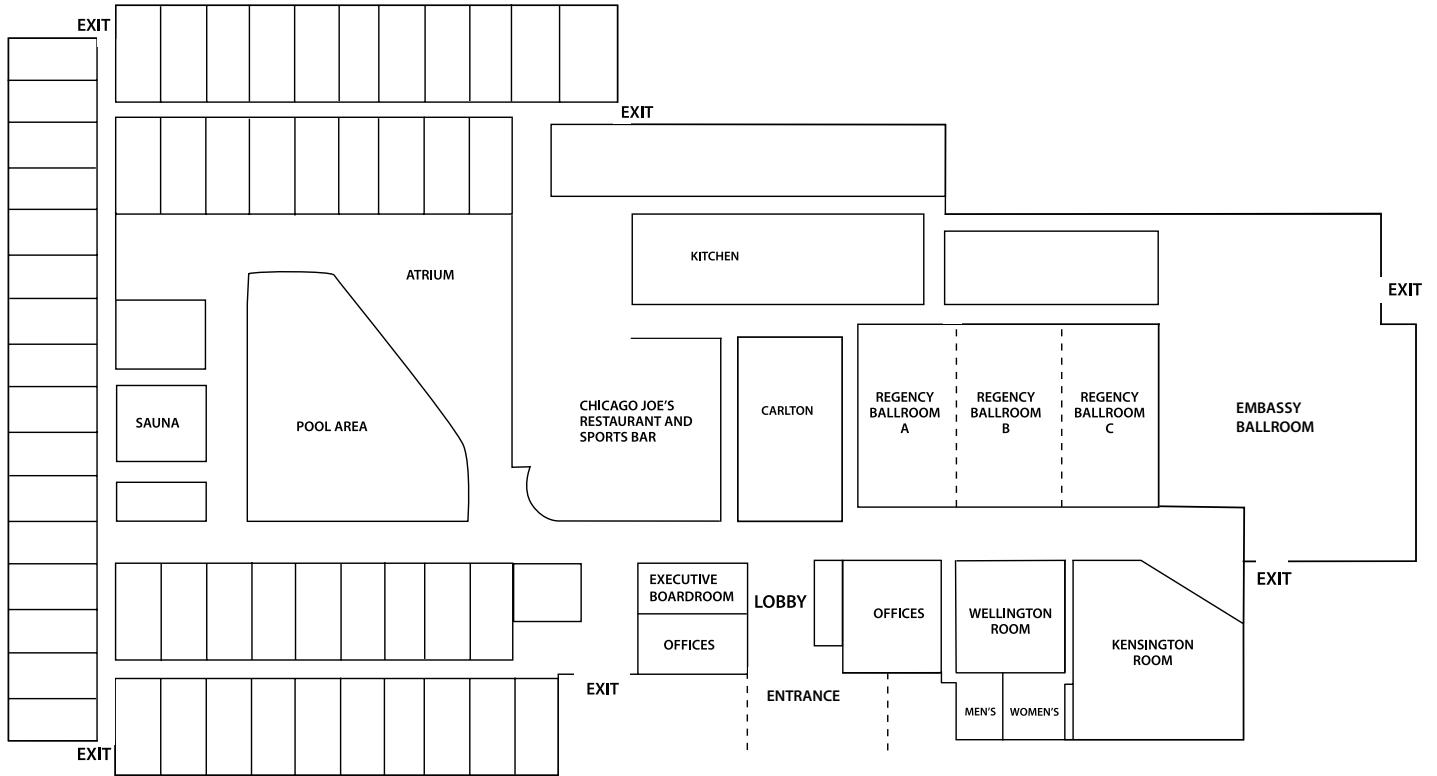 EXIT
EXIT
KITCHEN
ATRIUM
EXIT
CHICAGO JOE'S
RESTAURANT AND
SPORTS BAR
CARLTON
REGENCY
BALLROOM
A
REGENCY
BALLROOM
B
REGENCY
BALLROOM
C
EMBASSY
BALLROOM
SAUNA
POOL AREA
EXECUTIVE
BOARDROOM
LOBBY
OFFICES
WELLINGTON
ROOM
EXIT
OFFICES
KENSINGTON
ROOM
EXIT
ENTRANCE
MEN'S
WOMEN'S
EXIT